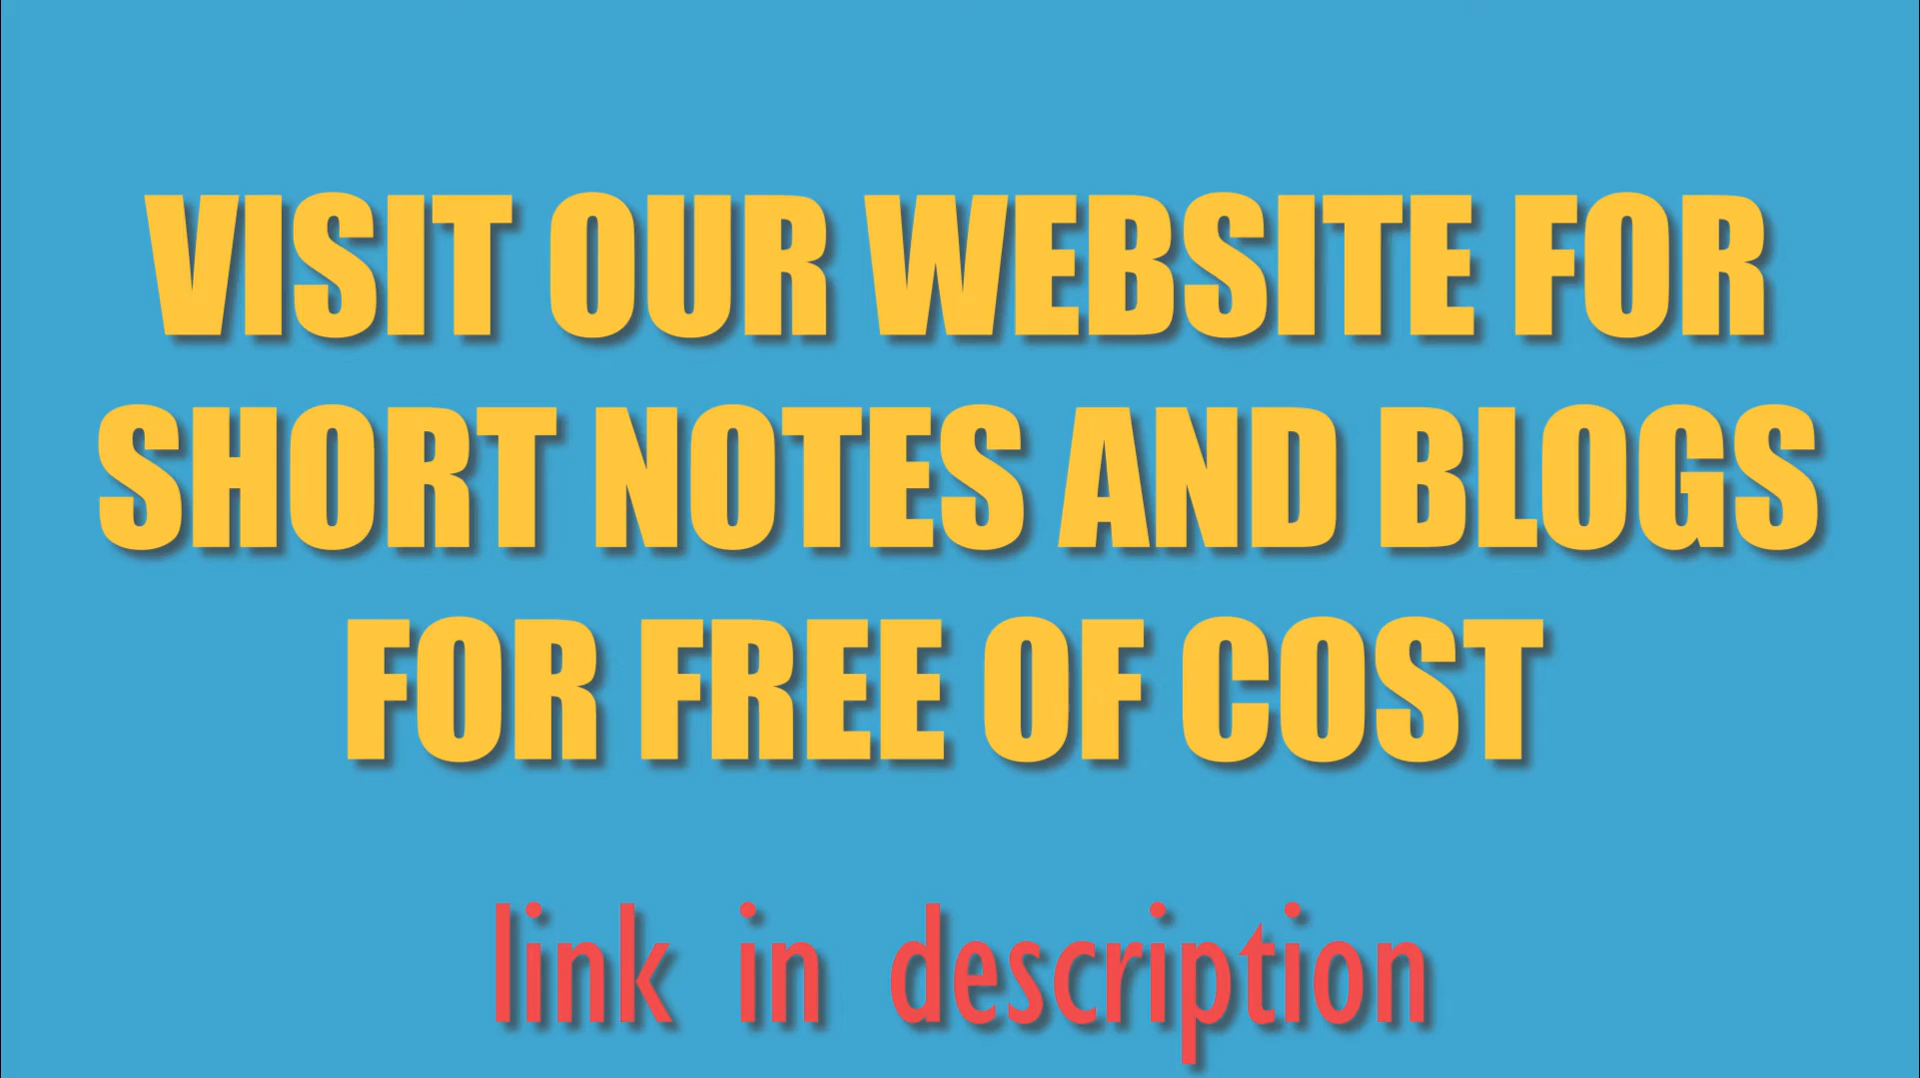 VISIT OUR WEBSITE FOR
SHORT NOTES AND BLOGS
FOR FREE OF COST
link in description